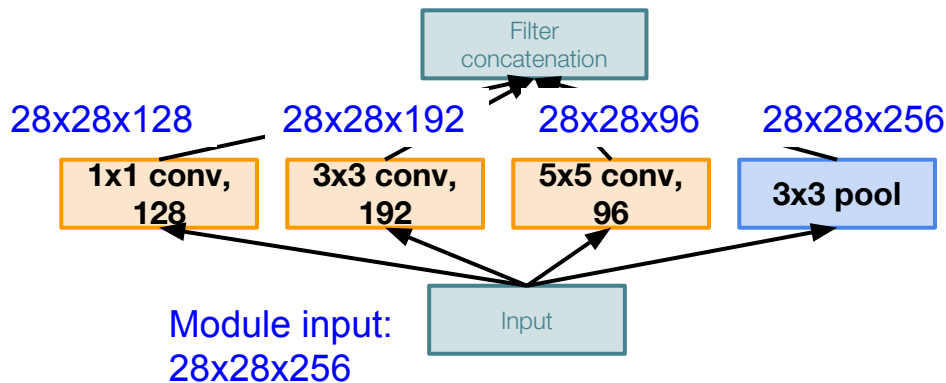 Filter
concatenation
28x28x128
28x28x192
28x28x96
28x28x256
1x1 conv,
128
3x3 conv,
192
5x5 conv,
96
3x3 pool
Input
Module input:
28x28x256